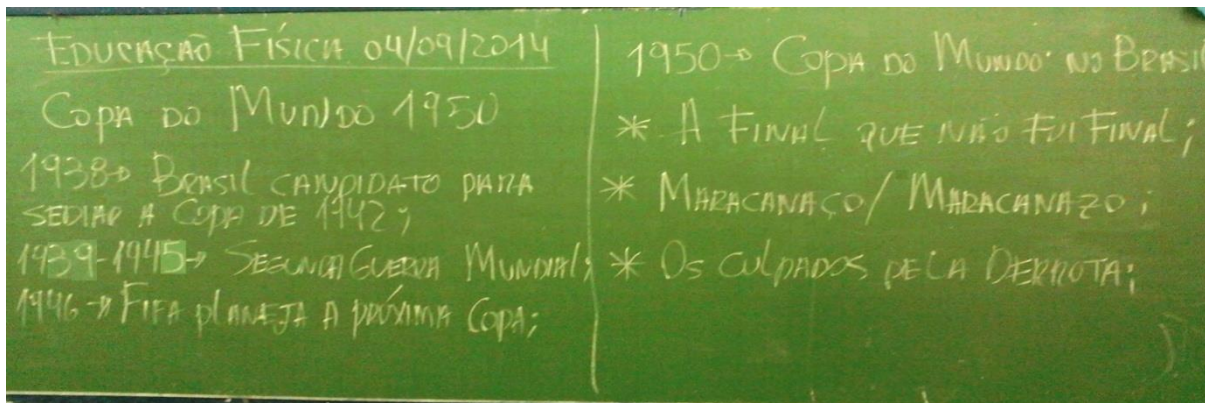 EDUCAÇÃO FÍSICA 04/09/2014
COPA DO MUNDO 1950
1938→ BRASIL CANDIDATO PARA
SEDIAR A COPA DE 1942;
1939-1945→ SEGUNDA GUERRA MUNDIAL;
1946→ FIFA PLANEJA A PRÓXIMA COPA;
1950→ COPA DO MUNDO NO BRASIL
* A FINAL QUE NÃO FOI FINAL;
* MARACANAÇO/MARACANAZO;
* OS CULPADOS PELA DERROTA;